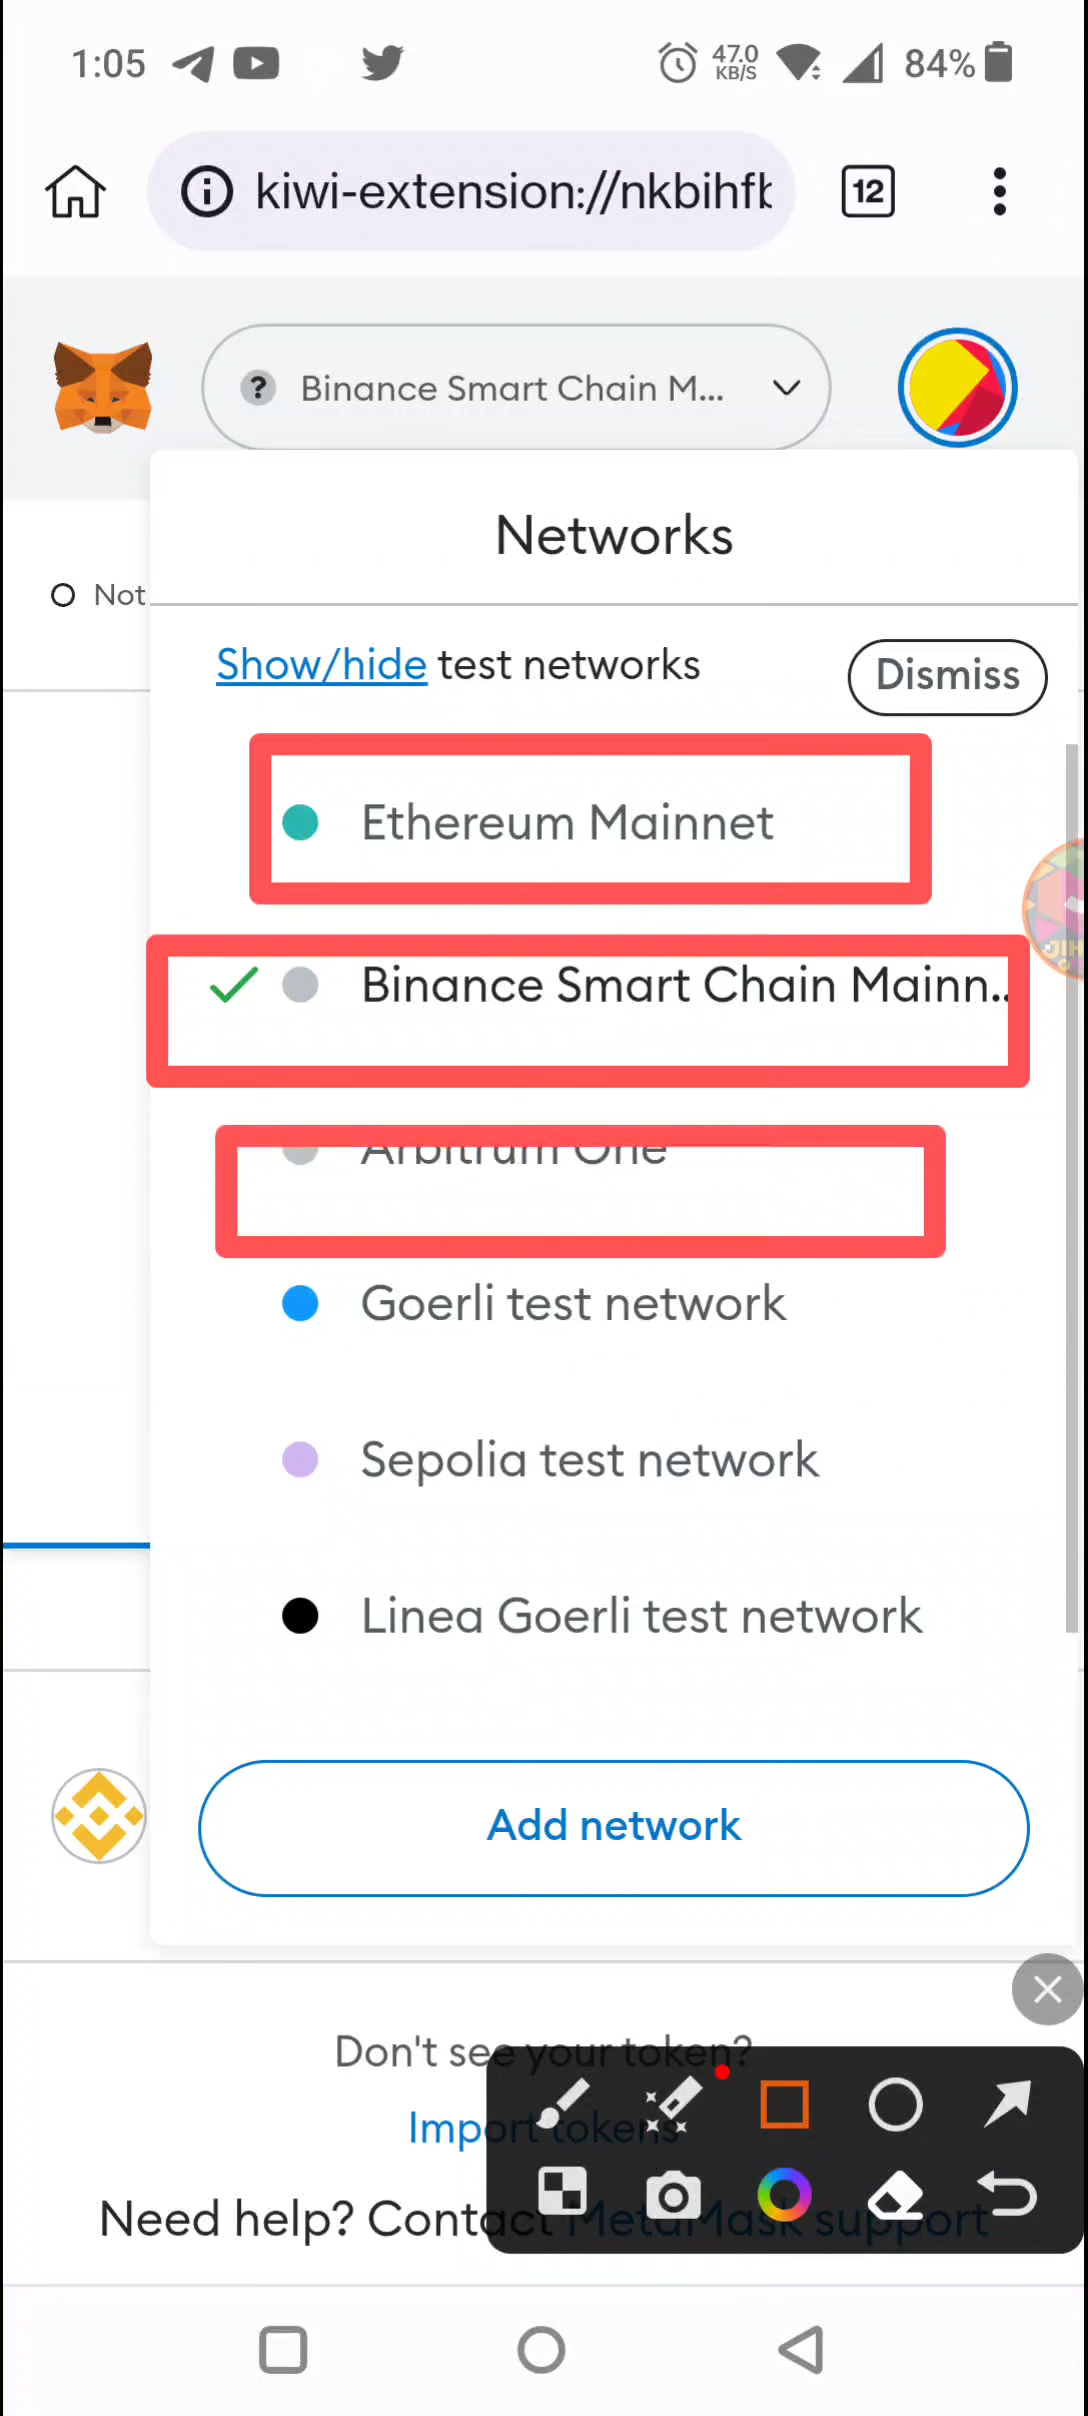 1:05
47.0
KB/S
84%
kiwi-extension://nkbihfb
12
? Binance Smart Chain M...
Networks
Not
Show/hide test networks
Dismiss
Ethereum Mainnet
Binance Smart Chain Mainn..
Arbitrum One
Goerli test network
Sepolia test network
Linea Goerli test network
Add network
Don't see your token?
Import tokens
Need help? Contact MetaMask support